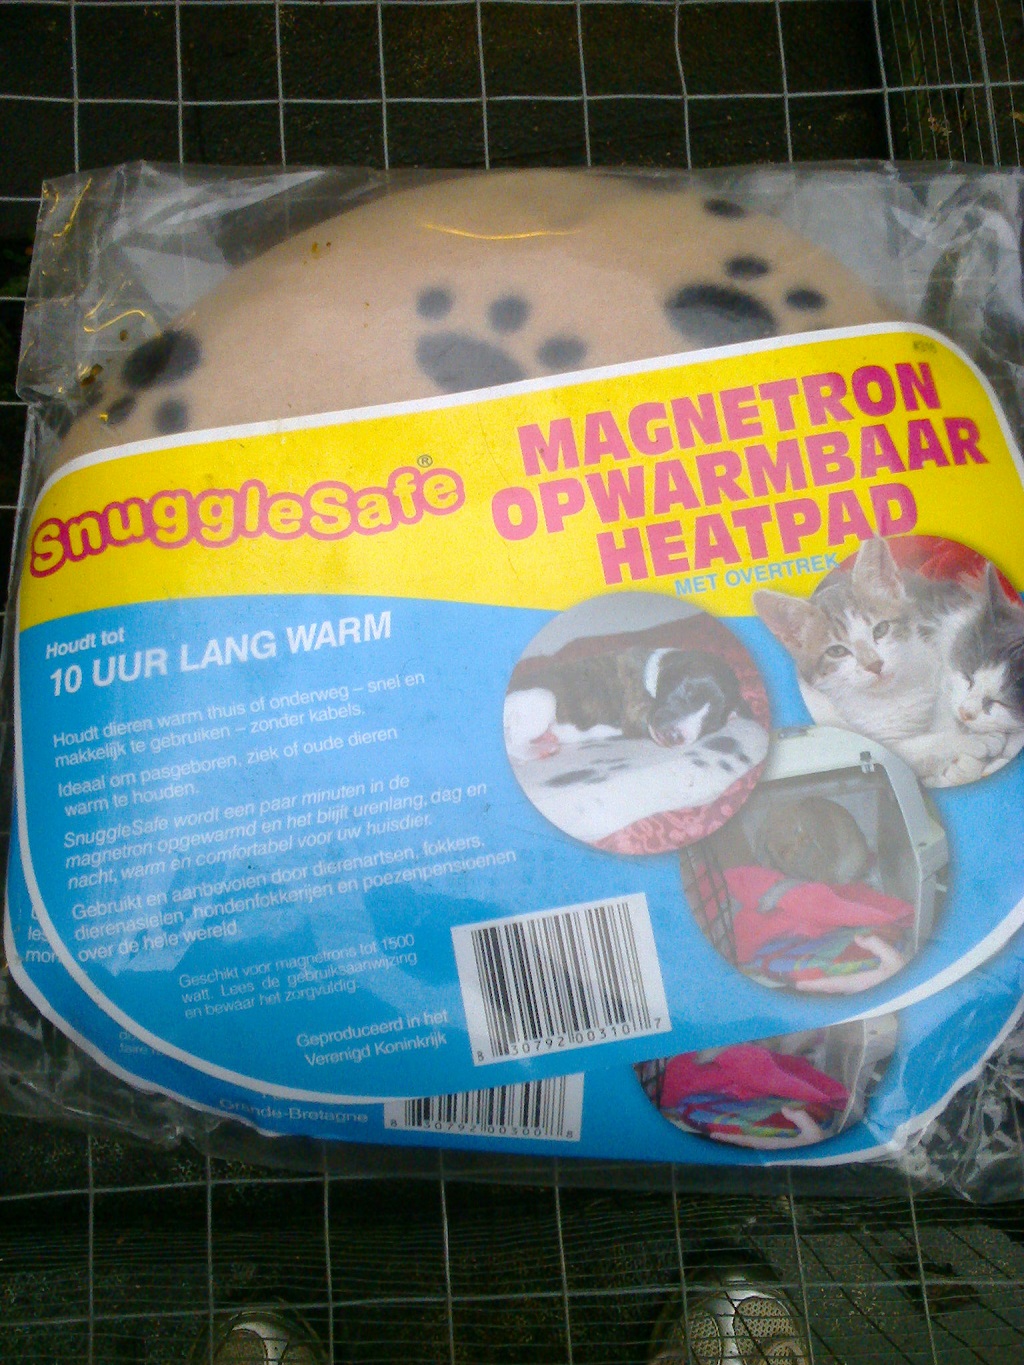 SnuggleSafe®
MAGNETRON
OPWARMBAAR
HEATPAD
MET OVERTREK
Houdt tot
10 UUR LANG WARM
Houdt dieren warm thuis of onderweg – snel en
makkelijk te gebruiken – zonder kabels.
Ideaal om pasgeboren, ziek of oude dieren
warm te houden.
SnuggleSafe wordt een paar minuten in de
magnetron opgewarmd en het blijft urenlang, dag en
nacht, warm en comfortabel voor uw huisdier.
Gebruikt en aanbevolen door dierenartsen, fokkers,
dierenasielen, hondenfokkerijen en poezenpensioenen
over de hele wereld
Geschikt voor magnetrons tot 1500
watt. Lees de gebruiksaanwijzing
en bewaar het zorgvuldig.
Geproduceerd in het
Verenigd Koninkrijk
8 30792 00310 7
Grande-Bretagne
8 30792 00300 8